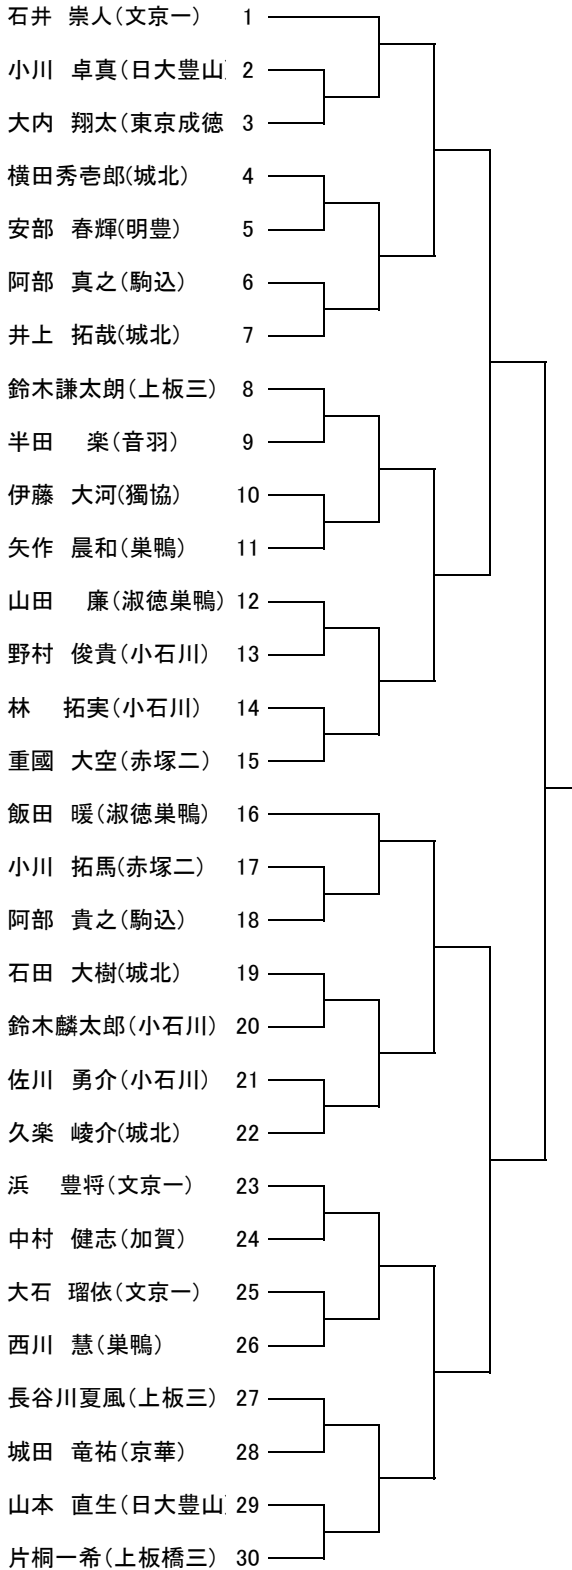 石井 崇人(文京一) 1
小川 卓真(日大豊山) 2
大内 翔太(東京成徳 3
横田秀壱郎(城北) 4
安部 春輝(明豊) 5
阿部 真之(駒込) 6
井上 拓哉(城北) 7
鈴木謙太朗(上板三) 8
半田 楽(音羽) 9
伊藤 大河(獨協) 10
矢作 晨和(巣鴨) 11
山田 廉(淑徳巣鴨) 12
野村 俊貴(小石川) 13
林 拓実(小石川) 14
重國 大空(赤塚二) 15
飯田 暖(淑徳巣鴨) 16
小川 拓馬(赤塚二) 17
阿部 貴之(駒込) 18
石田 大樹(城北) 19
鈴木麟太郎(小石川) 20
佐川 勇介(小石川) 21
久楽 崚介(城北) 22
浜 豊将(文京一) 23
中村 健志(加賀) 24
大石 瑠依(文京一) 25
西川 慧(巣鴨) 26
長谷川夏風(上板三) 27
城田 竜祐(京華) 28
山本 直生(日大豊山) 29
片桐一希(上板橋三) 30